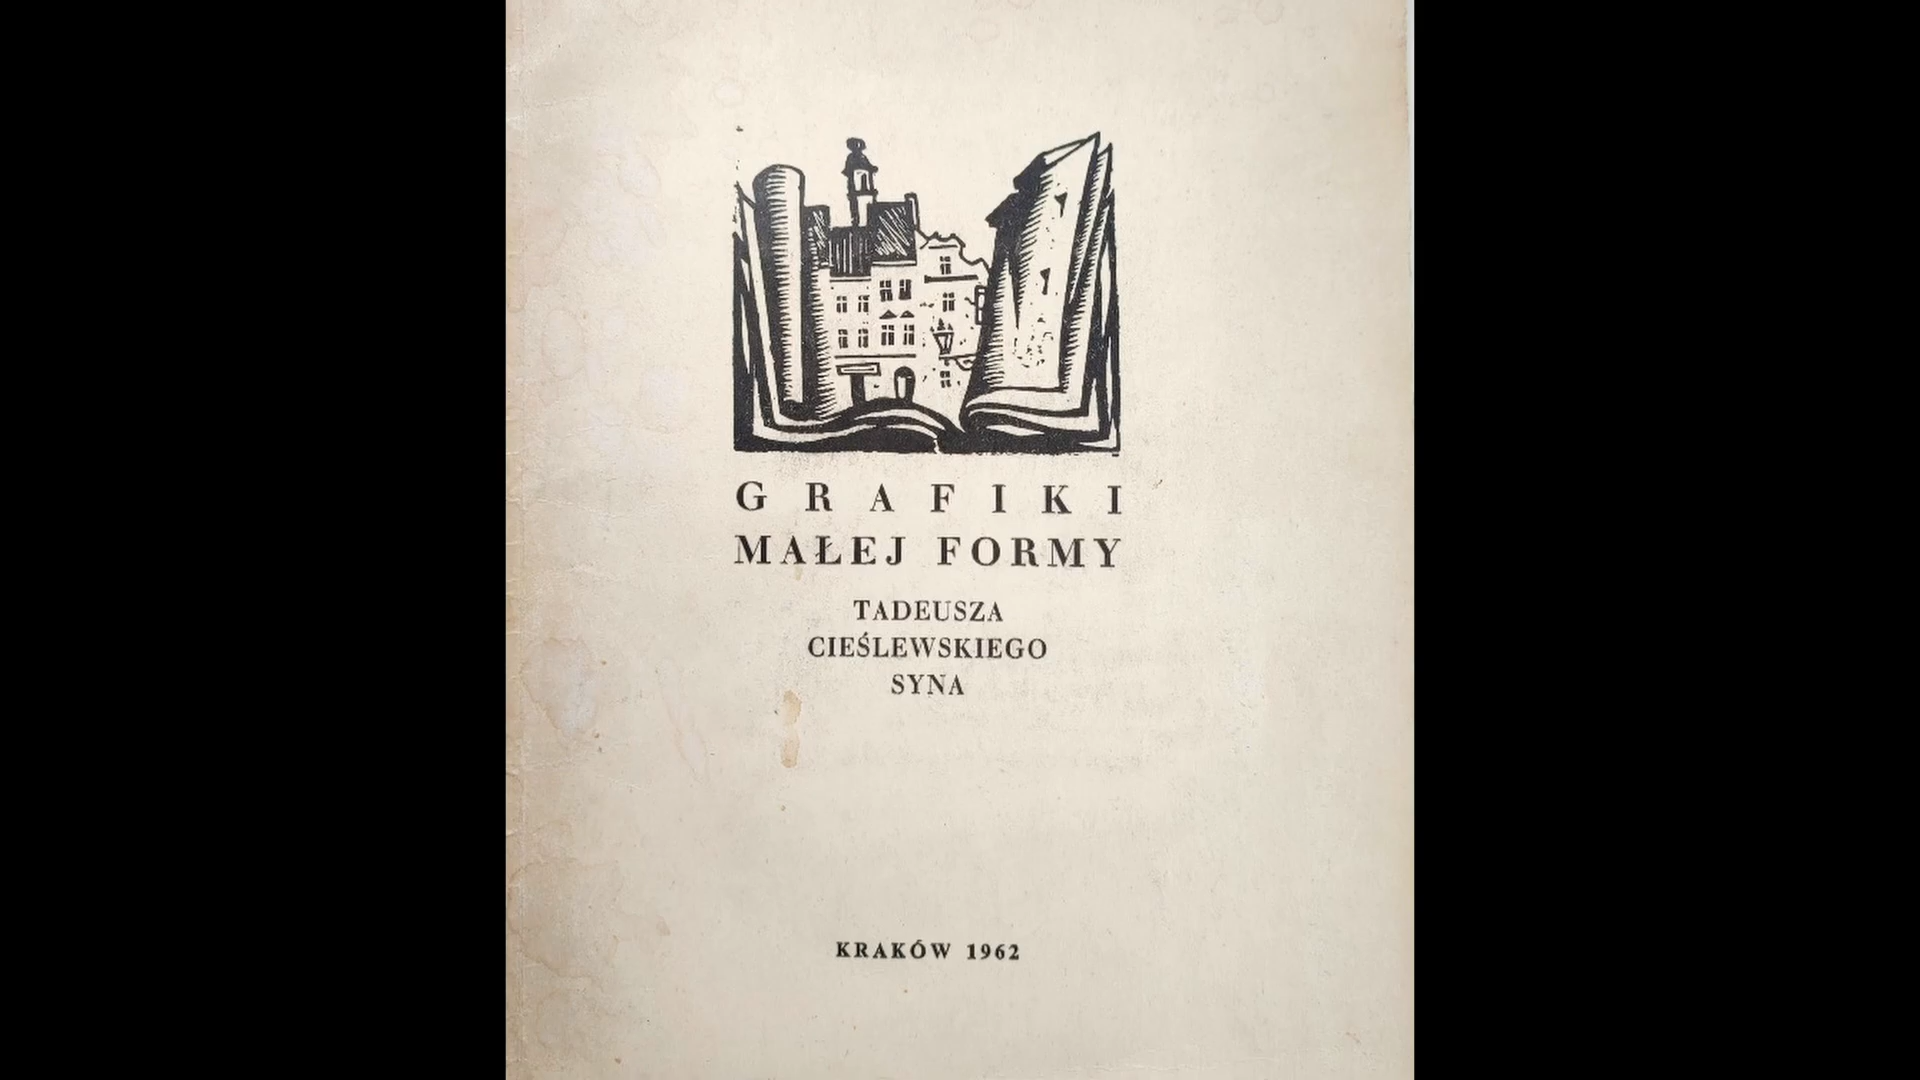 GRAFIKI
MAŁEJ FORMY
TADEUSZA
CIEŚLEWSKIEGO
SYNA
KRAKÓW 1962